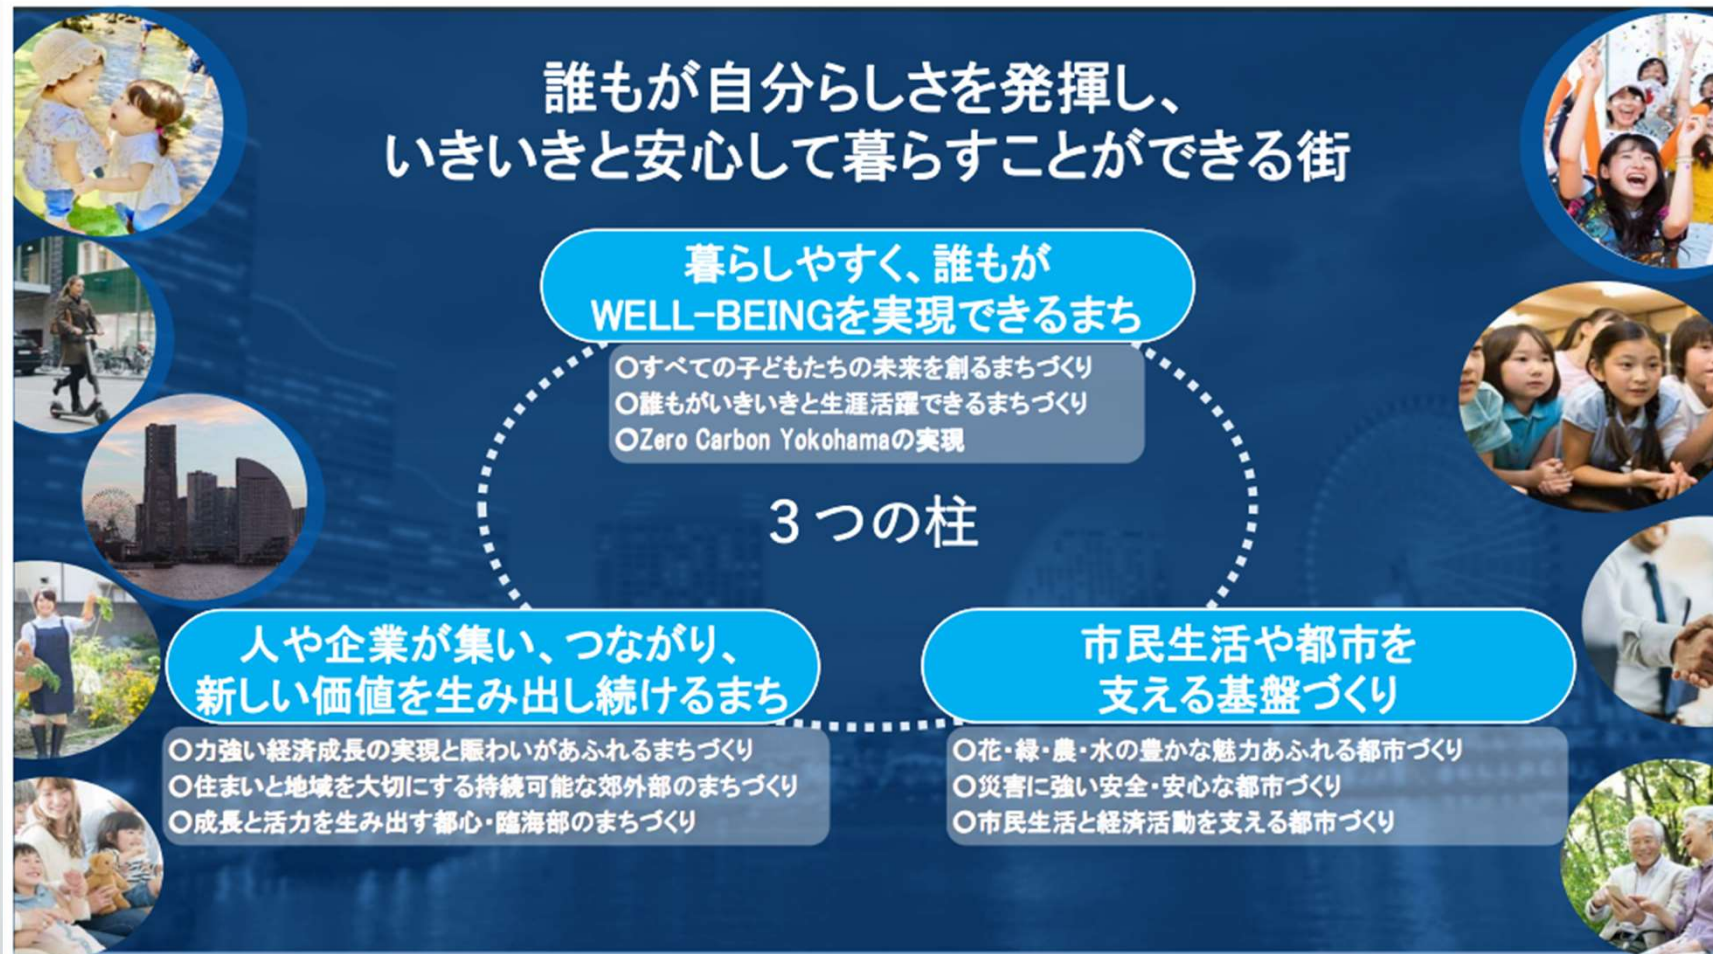 誰もが自分らしさを発揮し、
いきいきと安心して暮らすことができる街
暮らしやすく、誰もが
WELL-BEINGを実現できるまち
○すべての子どもたちの未来を創るまちづくり
○誰もがいきいきと生涯活躍できるまちづくり
○Zero Carbon Yokohamaの実現
3つの柱
人や企業が集い、つながり、
新しい価値を生み出し続けるまち
○力強い経済成長の実現と賑わいがあふれるまちづくり
○住まいと地域を大切にする持続可能な郊外部のまちづくり
○成長と活力を生み出す都心・臨海部のまちづくり
市民生活や都市を
支える基盤づくり
○花・緑・農・水の豊かな魅力あふれる都市づくり
○災害に強い安全・安心な都市づくり
○市民生活と経済活動を支える都市づくり